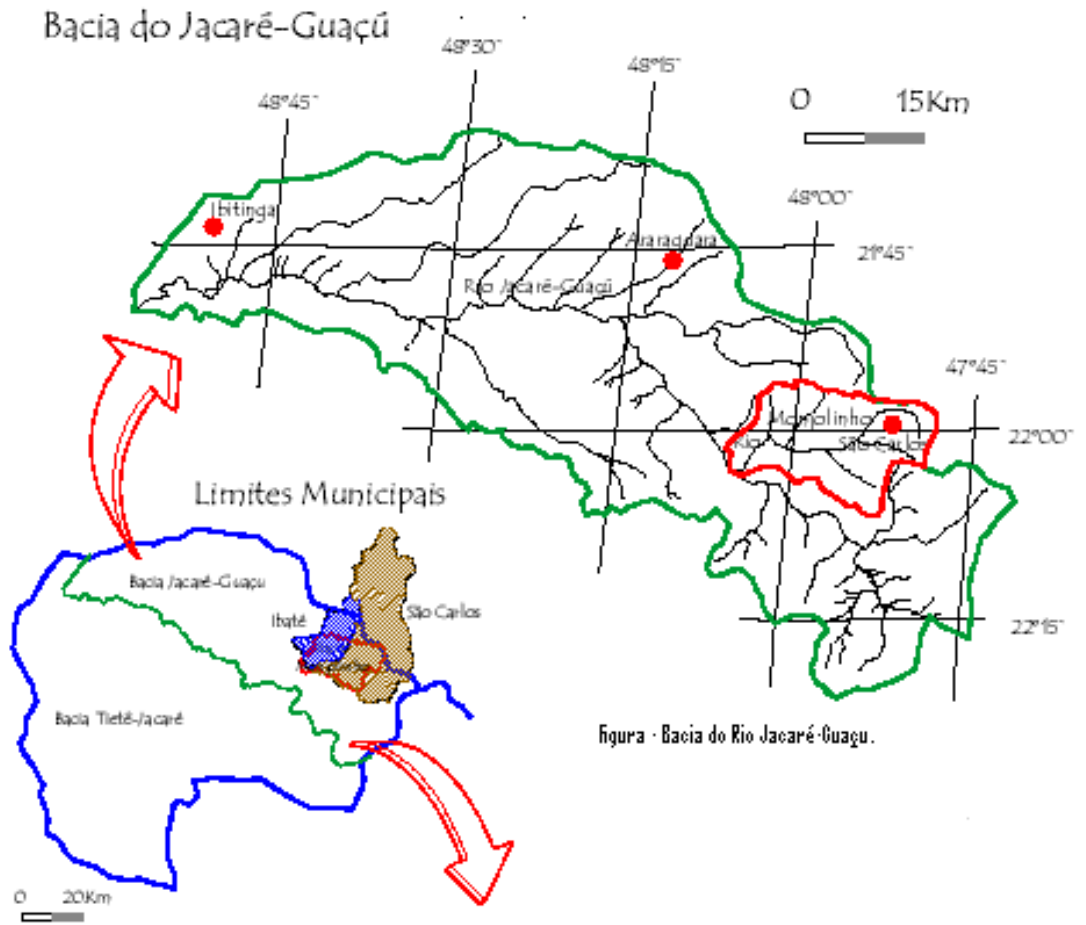 Bacia do Jacaré-Guaçú
48°30'
48°15'
48°45'
0 15Km
48°00'
Ibitinga
Araraquara
21°45'
Rio Jacaré-Guaçú
47°45'
Monjolinho
Rio
São Carlos
22°00'
Limites Municipais
Bacia Jacaré-Guaçu
Ibaté
São Carlos
22°15'
Bacia Tietê-Jacaré
Figura - Bacia do Rio Jacaré-Guaçu.
0 20Km